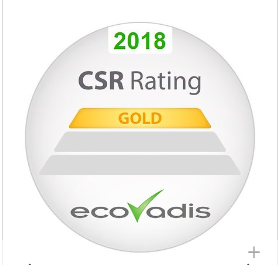 2018
CSR Rating
GOLD
ecovadis